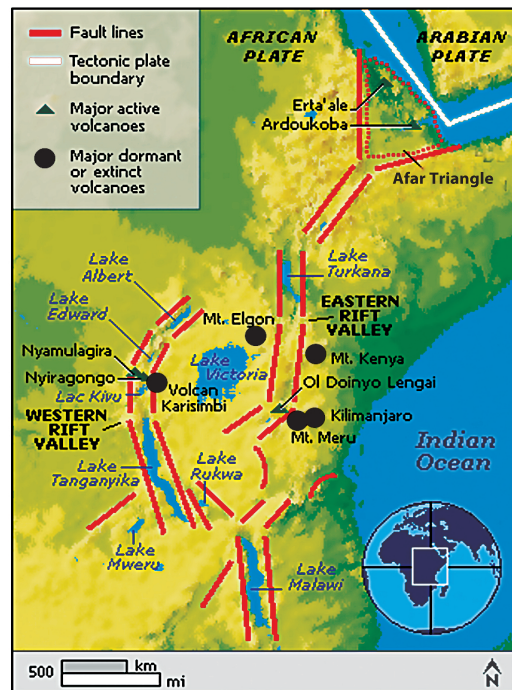 Fault lines
Tectonic plate
boundary
Major active
volcanoes
Major dormant
or extinct
volcanoes
AFRICAN
PLATE
ARABIAN
PLATE
Erta'ale
Ardoukoba
Afar Triangle
Lake
Turkana
Lake
Albert
Lake
Edward
EASTERN
RIFT
VALLEY
Mt. Elgon
Nyamulagira
Lake
Victoria
Mt. Kenya
Nyiragongo
Ol Doinyo Lengai
Lac Kivu
Volcan
Karisimbi
WESTERN
RIFT
VALLEY
Kilimanjaro
Mt. Meru
Indian
Ocean
Lake
Tanganyika
Lake
Rukwa
Lake
Mweru
Lake
Malawi
500
km
mi
N